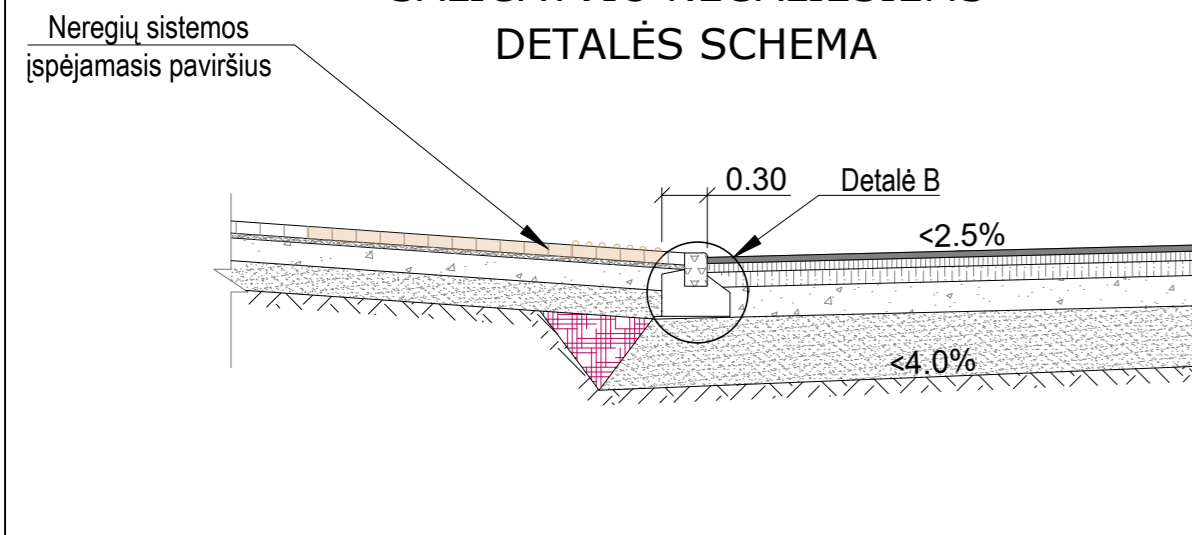 DETALĖS SCHEMA
Neregių sistemos
įspėjamasis paviršius
0.30
Detalė B
<2.5%
<4.0%